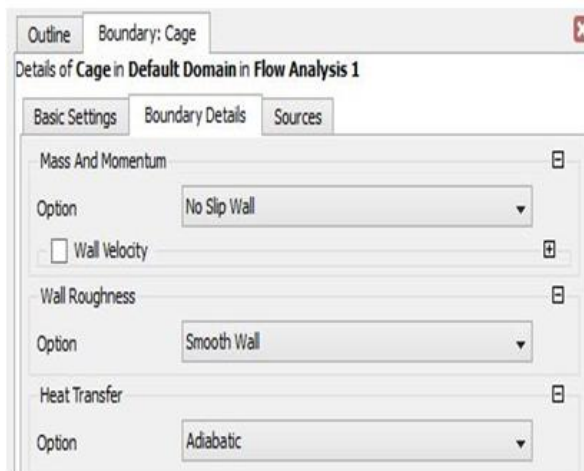 Outline Boundary: Cage
Details of Cage in Default Domain in Flow Analysis 1
Basic Settings Boundary Details Sources
Mass And Momentum
Option No Slip Wall
Wall Velocity
Wall Roughness
Option Smooth Wall
Heat Transfer
Option Adiabatic